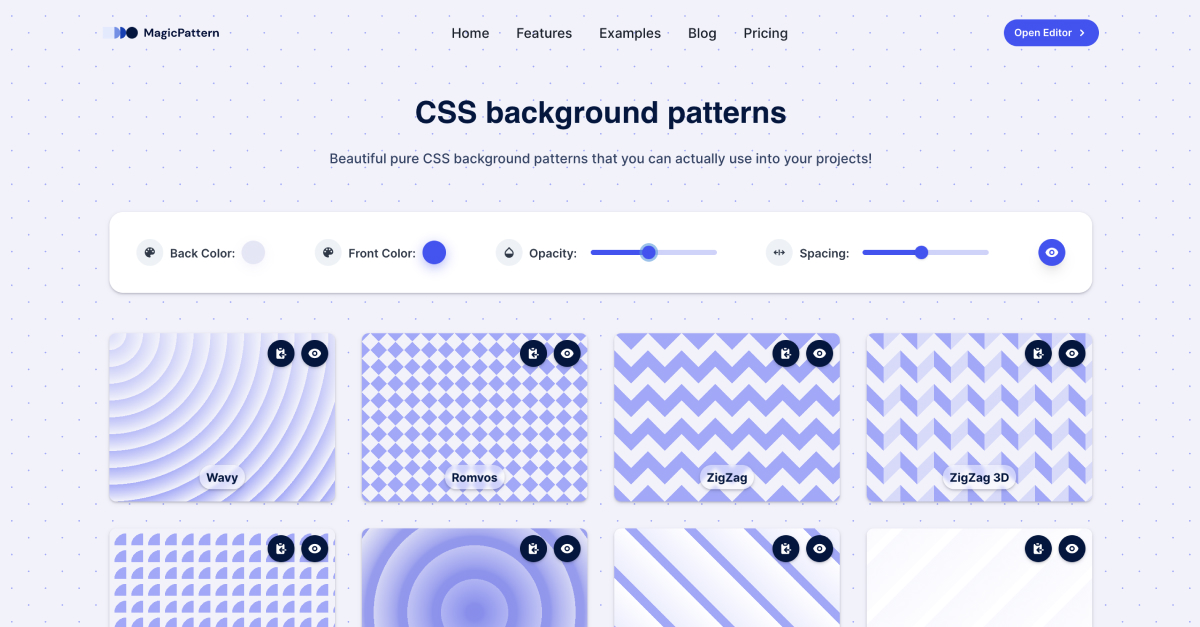 MagicPattern
Home Features Examples Blog Pricing
Open Editor
CSS background patterns
Beautiful pure CSS background patterns that you can actually use into your projects!
Back Color: Front Color: Opacity: Spacing:
Wavy Romvos ZigZag ZigZag 3D